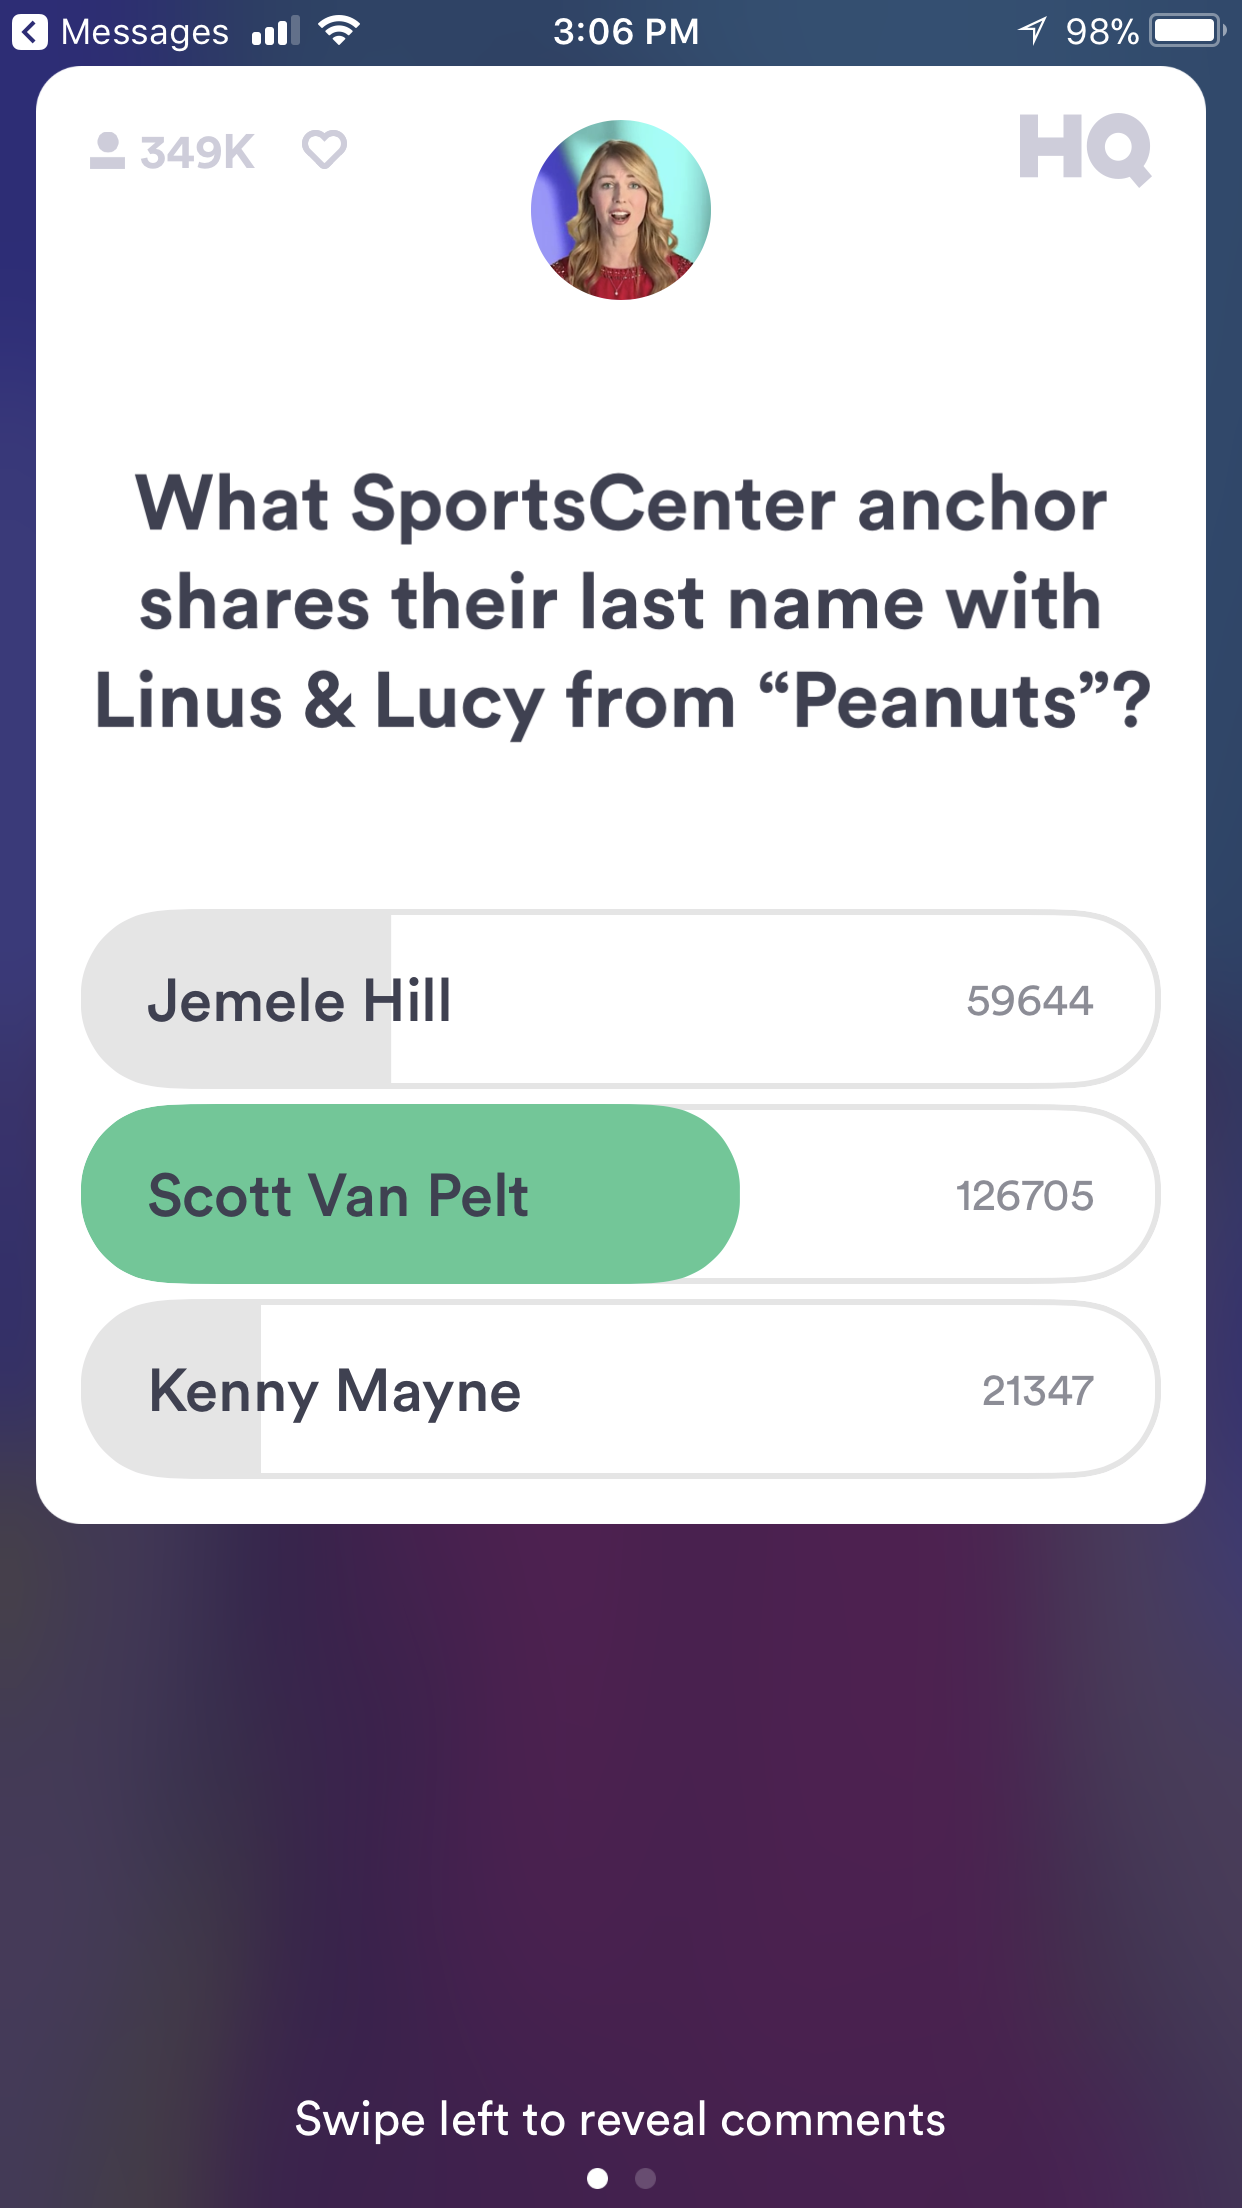 Messages 3:06 PM 98%
349K HQ
What SportsCenter anchor
shares their last name with
Linus & Lucy from “Peanuts”?
Jemele Hill 59644
Scott Van Pelt 126705
Kenny Mayne 21347
Swipe left to reveal comments